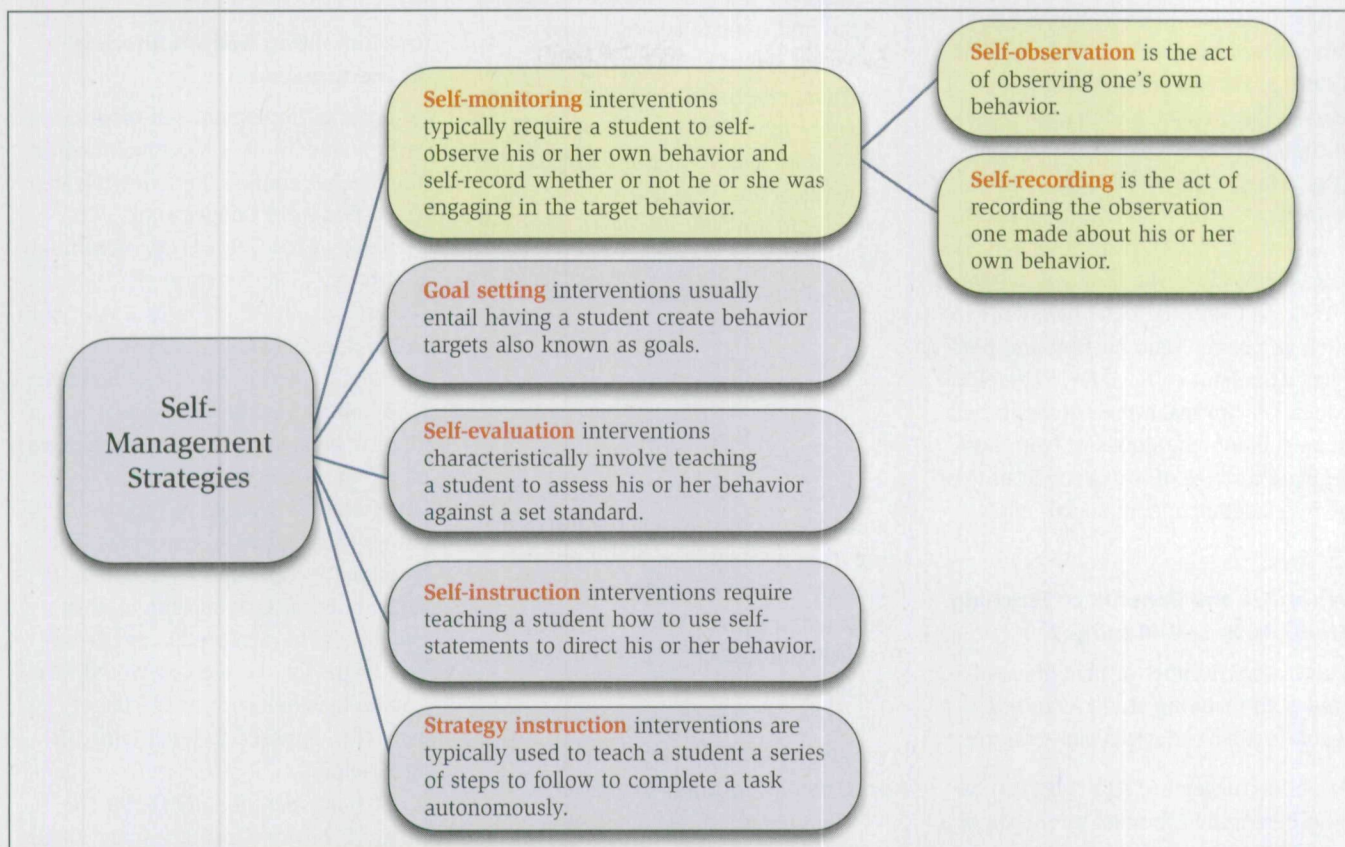 Self-
Management
Strategies
Self-monitoring interventions
typically require a student to self-
observe his or her own behavior and
self-record whether or not he or she was
engaging in the target behavior.
Self-observation is the act
of observing one's own
behavior.
Self-recording is the act of
recording the observation
one made about his or her
own behavior.
Goal setting interventions usually
entail having a student create behavior
targets also known as goals.
Self-evaluation interventions
characteristically involve teaching
a student to assess his or her behavior
against a set standard.
Self-instruction interventions require
teaching a student how to use self-
statements to direct his or her behavior.
Strategy instruction interventions are
typically used to teach a student a series
of steps to follow to complete a task
autonomously.